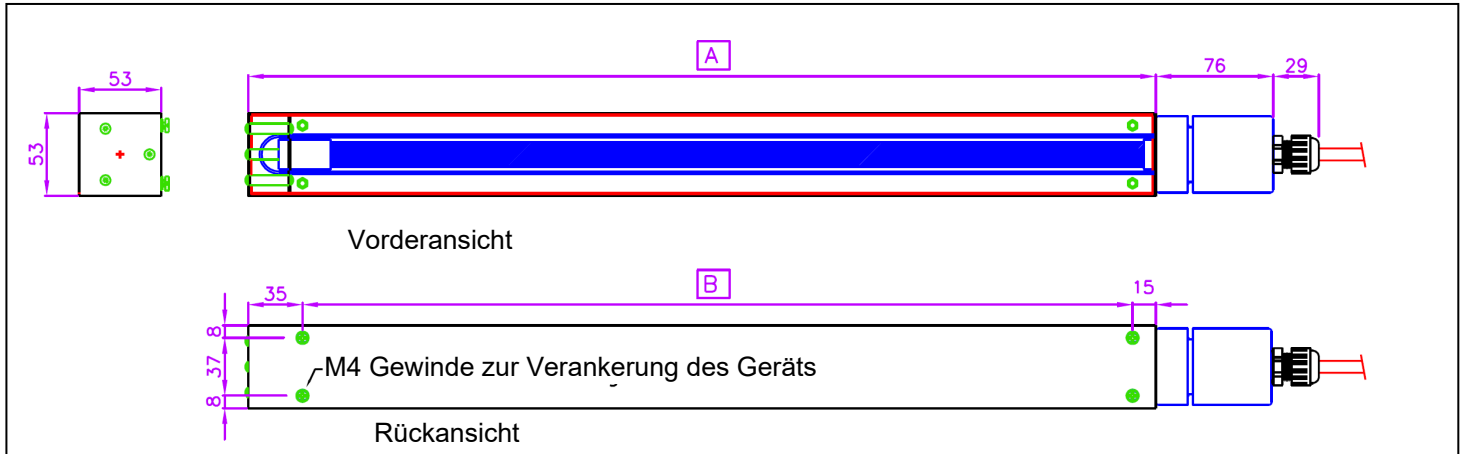 A
53
76
29
53
Vorderansicht
B
35
15
8
37
M4 Gewinde zur Verankerung des Geräts
8
Rückansicht